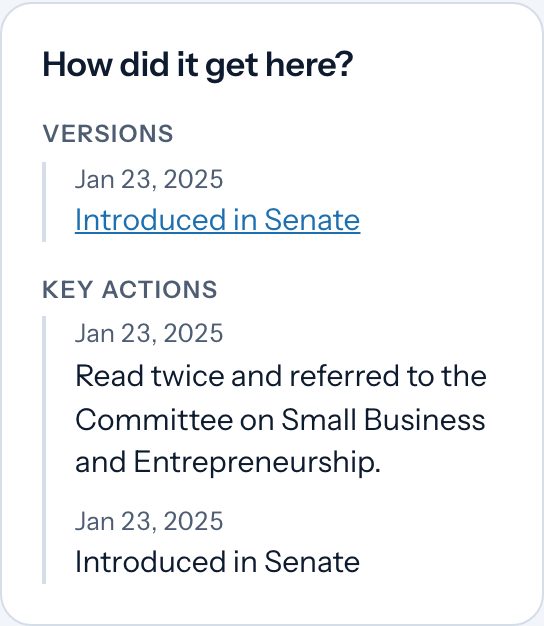 How did it get here?
VERSIONS
Jan 23, 2025
Introduced in Senate
KEY ACTIONS
Jan 23, 2025
Read twice and referred to the
Committee on Small Business
and Entrepreneurship.
Jan 23, 2025
Introduced in Senate